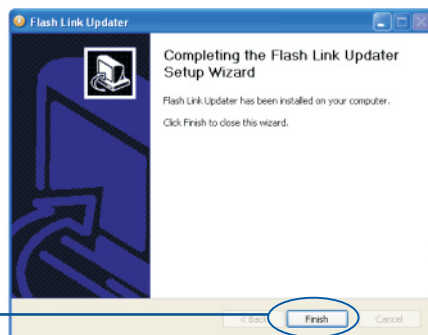 Flash Link Updater
Completing the Flash Link Updater
Setup Wizard
Flash Link Updater has been installed on your computer.
Click Finish to close this wizard.
< Back Finish Cancel